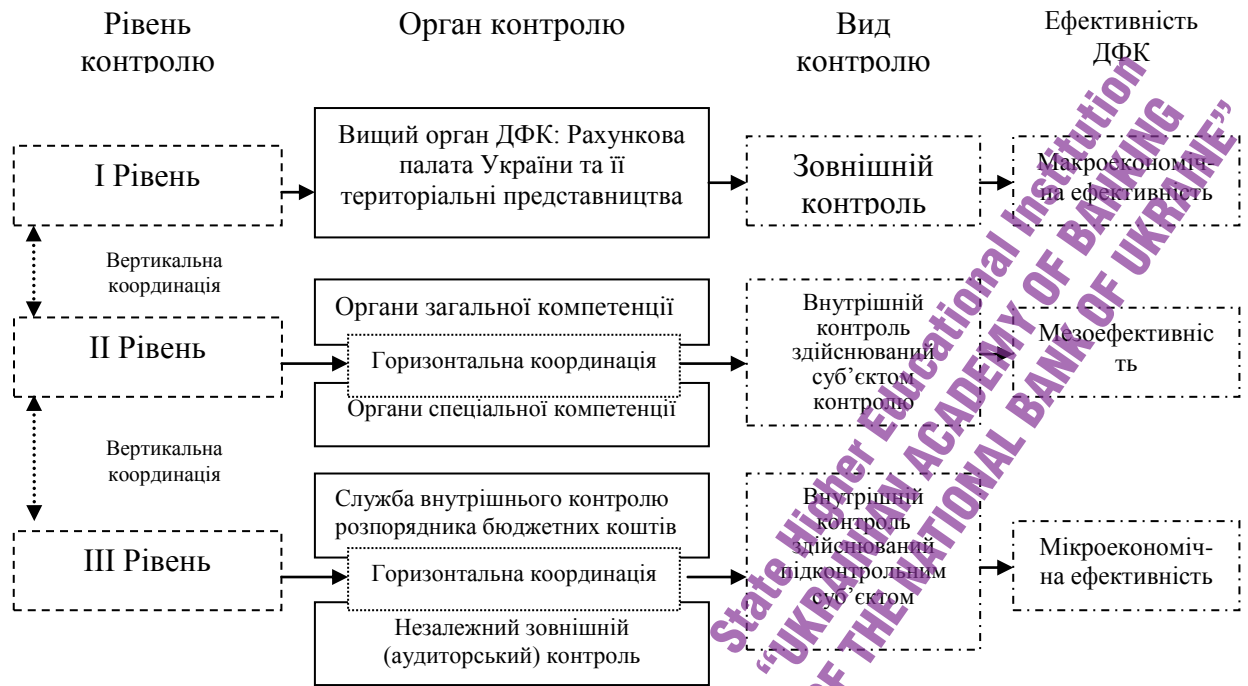 Рівень
контролю
Орган контролю
Вид
контролю
Ефективність
ДФК
І Рівень
Вищий орган ДФК: Рахункова
палата України та її
територіальні представництва
Зовнішній
контроль
Макроекономіч-
на ефективність
Вертикальна
координація
ІІ Рівень
Органи загальної компетенції
Горизонтальна координація
Органи спеціальної компетенції
Внутрішній
контроль
здійснюваний
суб’єктом
контролю
Мезоефективніс
ть
Вертикальна
координація
ІІІ Рівень
Служба внутрішнього контролю
розпорядника бюджетних коштів
Горизонтальна координація
Незалежний зовнішній
(аудиторський) контроль
Внутрішній
контроль
здійснюваний
підконтрольним
суб’єктом
Мікроекономіч-
на ефективність
State Higher Educational Institution
“UKRAINIAN ACADEMY OF BANKING
OF THE NATIONAL BANK OF UKRAINE”